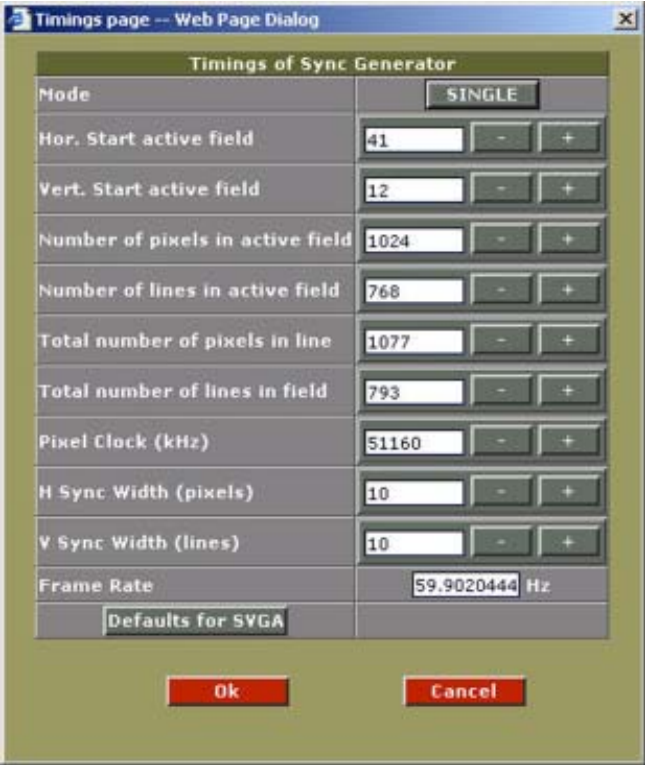 Timings page -- Web Page Dialog
Timings of Sync Generator
Mode SINGLE
Hor. Start active field 41 - +
Vert. Start active field 12 - +
Number of pixels in active field 1024 - +
Number of lines in active field 768 - +
Total number of pixels in line 1077 - +
Total number of lines in field 793 - +
Pixel Clock (kHz) 51160 - +
H Sync Width (pixels) 10 - +
V Sync Width (lines) 10 - +
Frame Rate 59.9020444 Hz
Defaults for SVGA
Ok Cancel